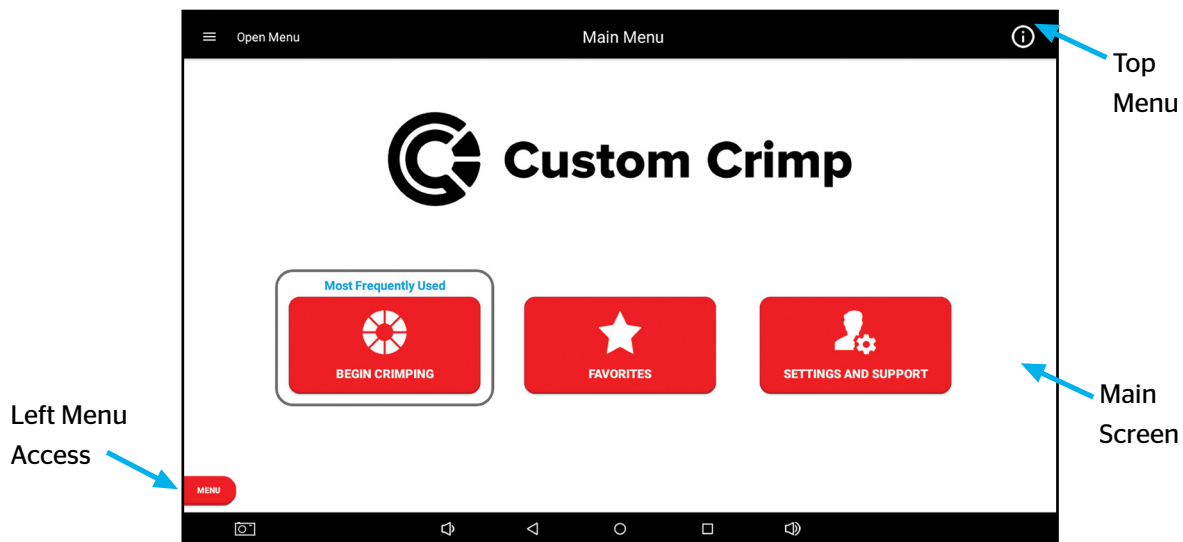 Open Menu
Main Menu
Top
Menu
Custom Crimp
Most Frequently Used
BEGIN CRIMPING
FAVORITES
SETTINGS AND SUPPORT
Main
Screen
Left Menu
Access
MENU